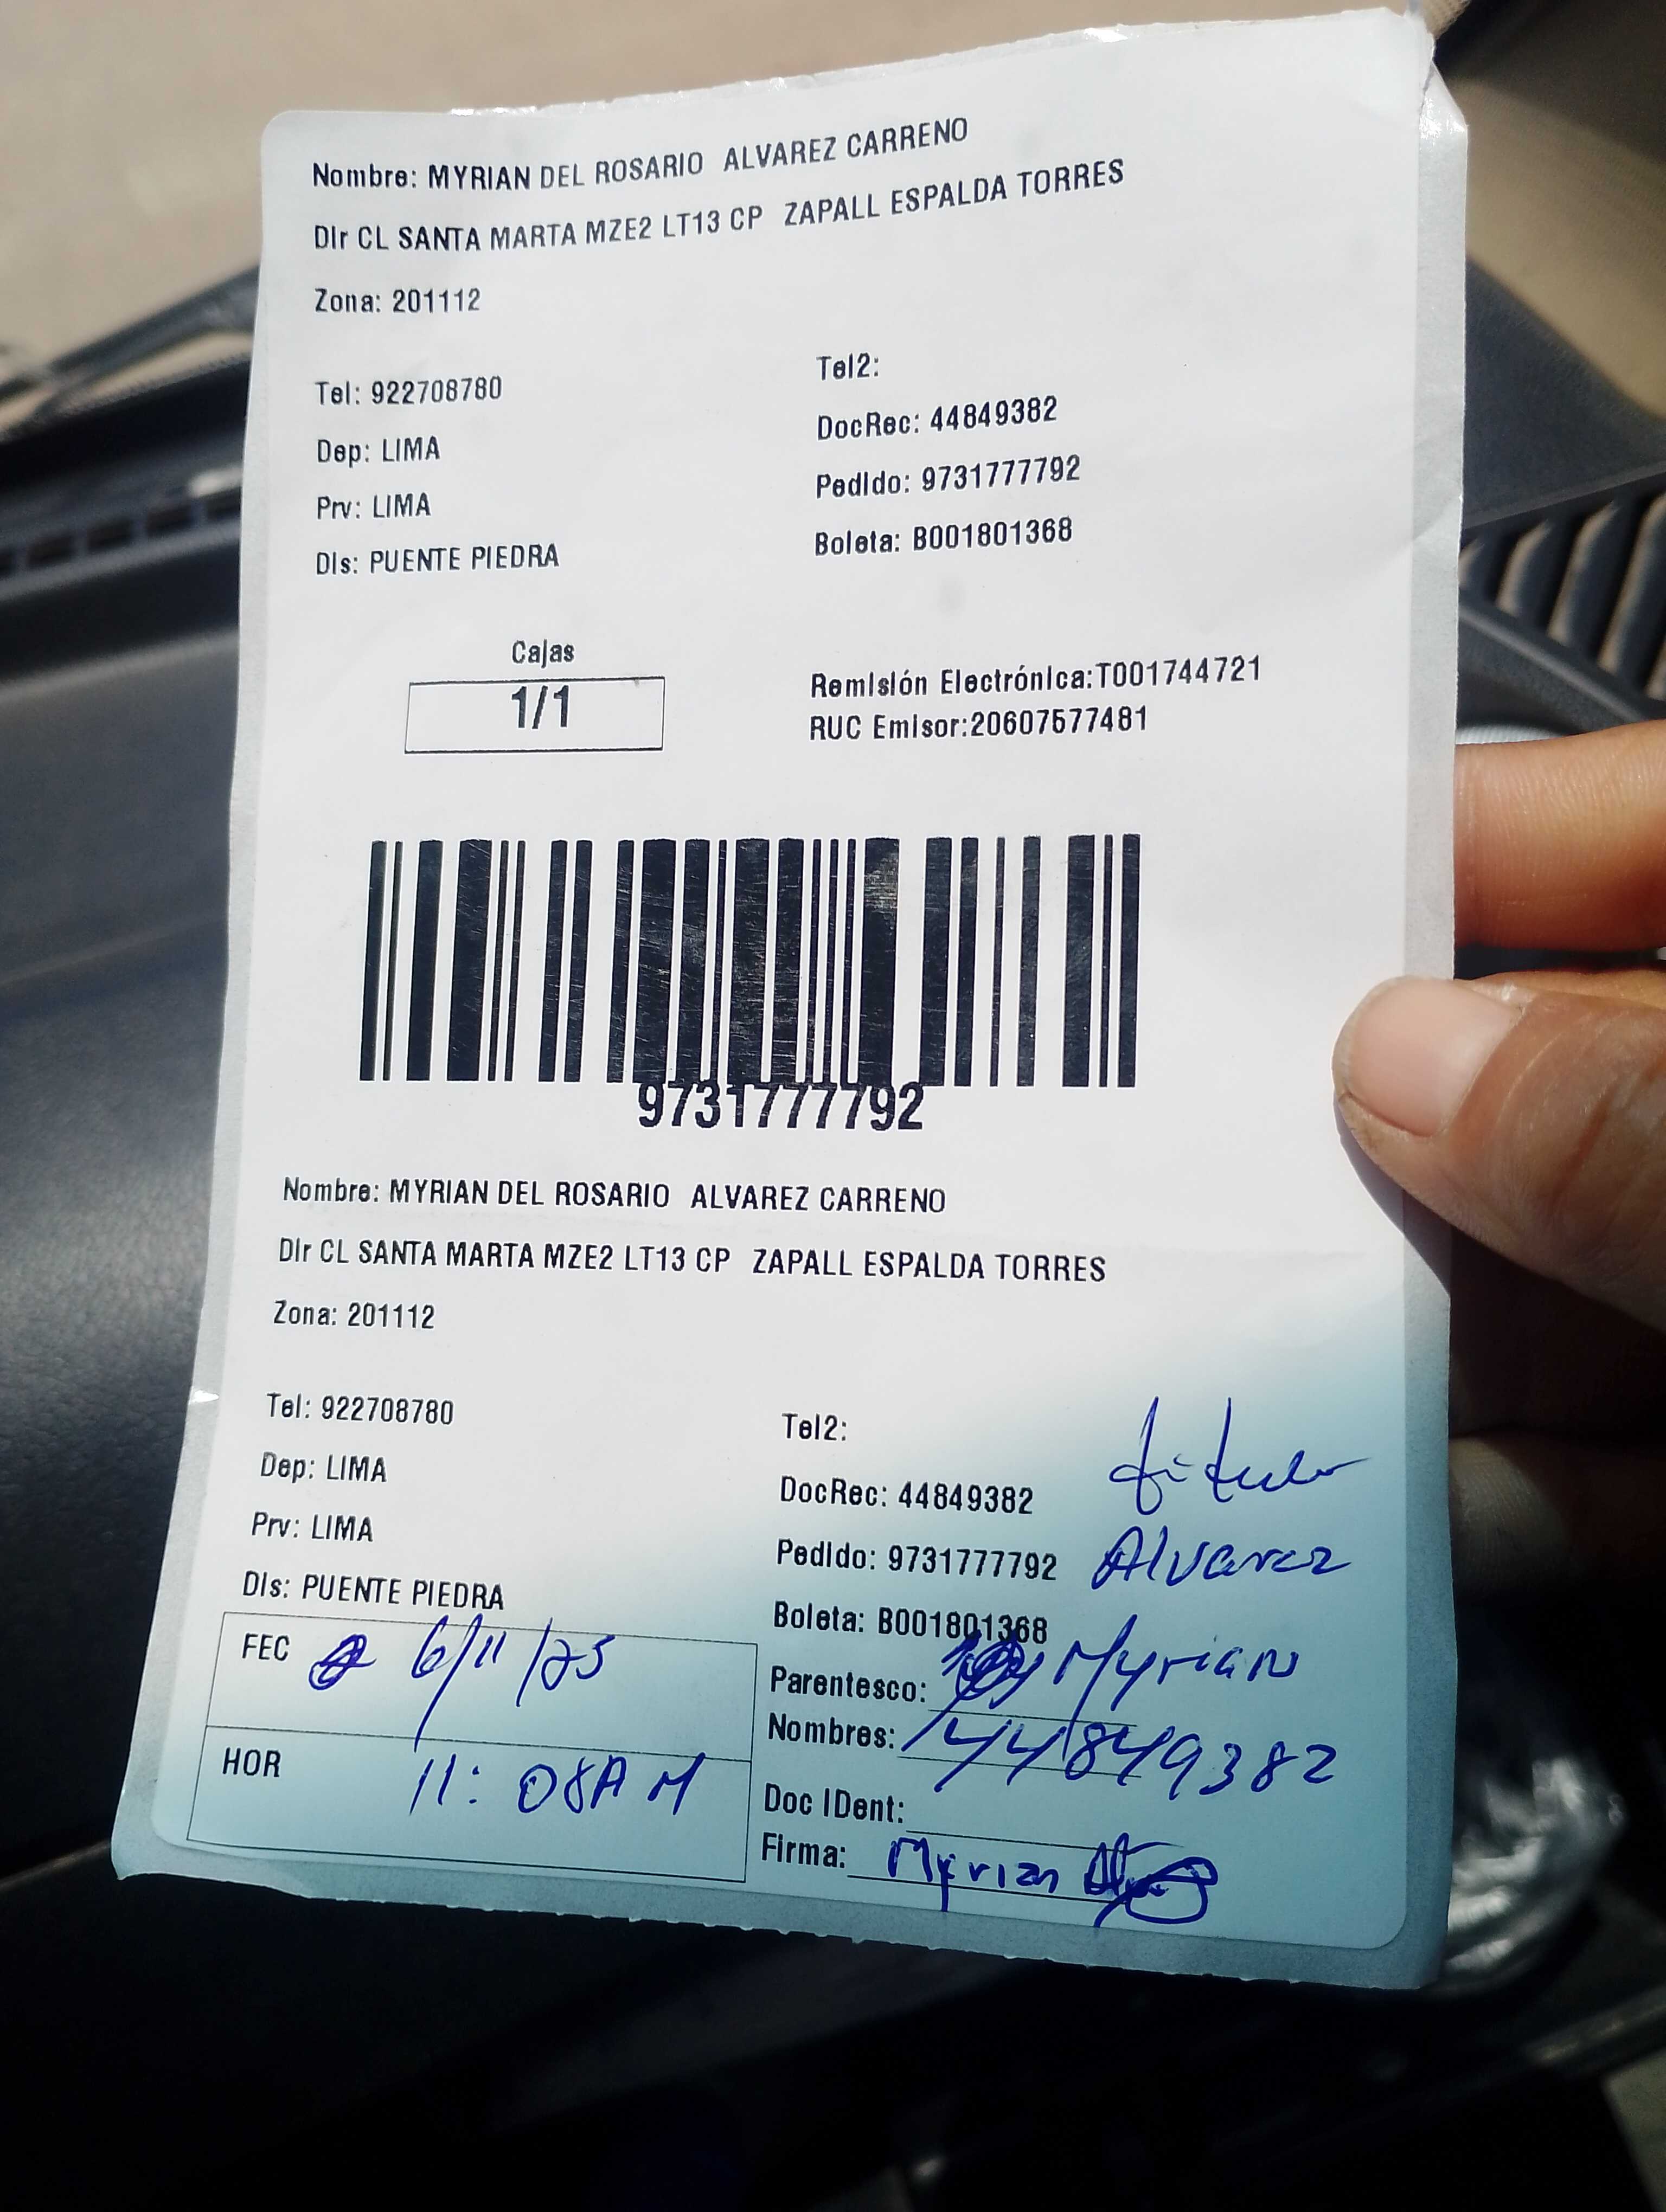 Nombre: MYRIAN DEL ROSARIO ALVAREZ CARRENO
Dir CL SANTA MARTA MZE2 LT13 CP ZAPALL ESPALDA TORRES
Zona: 201112
Tel: 922708780
Tel2:
Dep: LIMA
DocRec: 44849382
Prv: LIMA
Pedido: 9731777792
Dis: PUENTE PIEDRA
Boleta: B001801368
Cajas
1/1
Remisión Electrónica:T001744721
RUC Emisor:20607577481
9731777792
Nombre: MYRIAN DEL ROSARIO ALVAREZ CARRENO
Dir CL SANTA MARTA MZE2 LT13 CP ZAPALL ESPALDA TORRES
Zona: 201112
Tel: 922708780
Tel2:
Dep: LIMA
DocRec: 44849382 titular
Prv: LIMA
Pedido: 9731777792 Alvarez
Dis: PUENTE PIEDRA
Boleta: B001801368
FEC 6/11/25
Parentesco: Myrian
Nombres: 44849382
HOR 11:08AM
Doc IDent:
Firma: Myrian